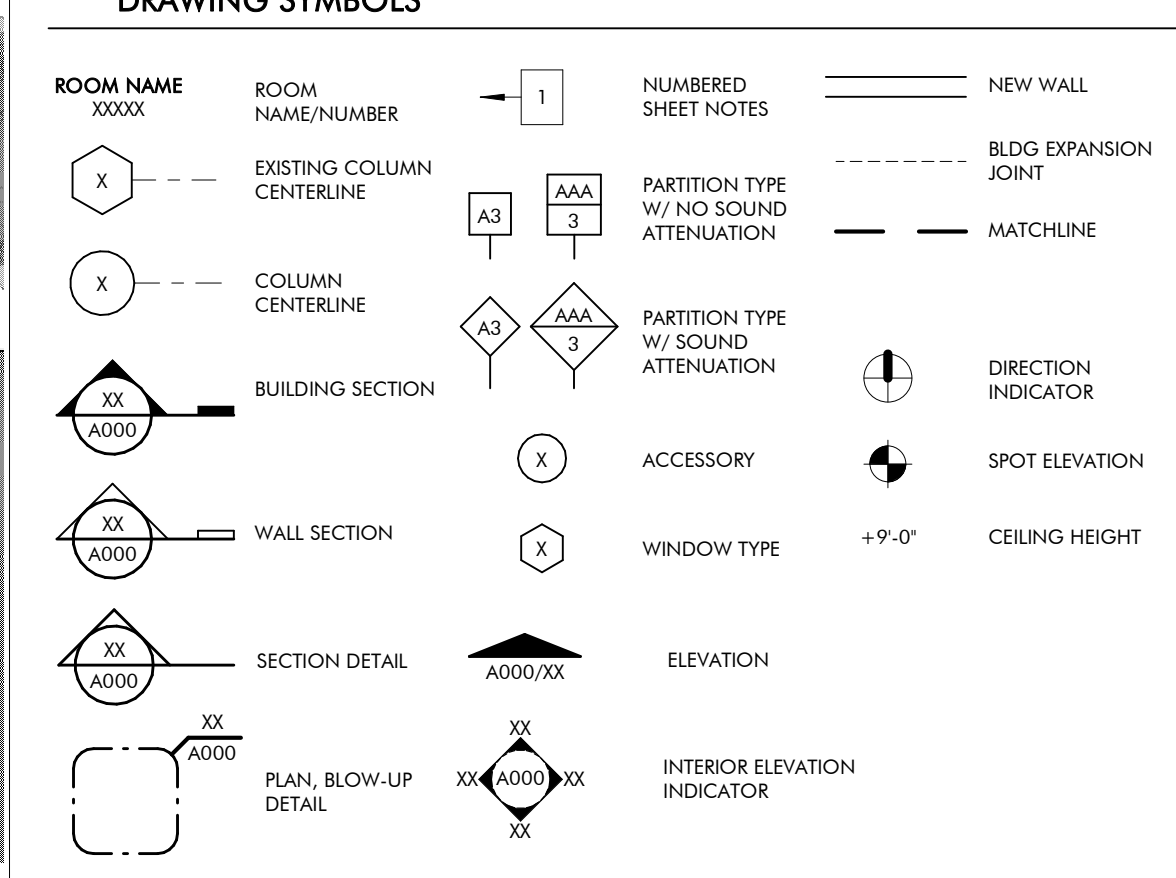 DRAWING SYMBOLS
ROOM NAME
XXXXX
ROOM
NAME/NUMBER
X
EXISTING COLUMN
CENTERLINE
X
COLUMN
CENTERLINE
XX
A000
BUILDING SECTION
XX
A000
WALL SECTION
XX
A000
SECTION DETAIL
XX
A000
PLAN, BLOW-UP
DETAIL
1
NUMBERED
SHEET NOTES
A3
AAA
3
PARTITION TYPE
W/ NO SOUND
ATTENUATION
A3
AAA
3
PARTITION TYPE
W/ SOUND
ATTENUATION
X
ACCESSORY
X
WINDOW TYPE
A000/XX
ELEVATION
XX
XX A000 XX
XX
INTERIOR ELEVATION
INDICATOR
NEW WALL
BLDG EXPANSION
JOINT
MATCHLINE
DIRECTION
INDICATOR
SPOT ELEVATION
+9'-0"
CEILING HEIGHT